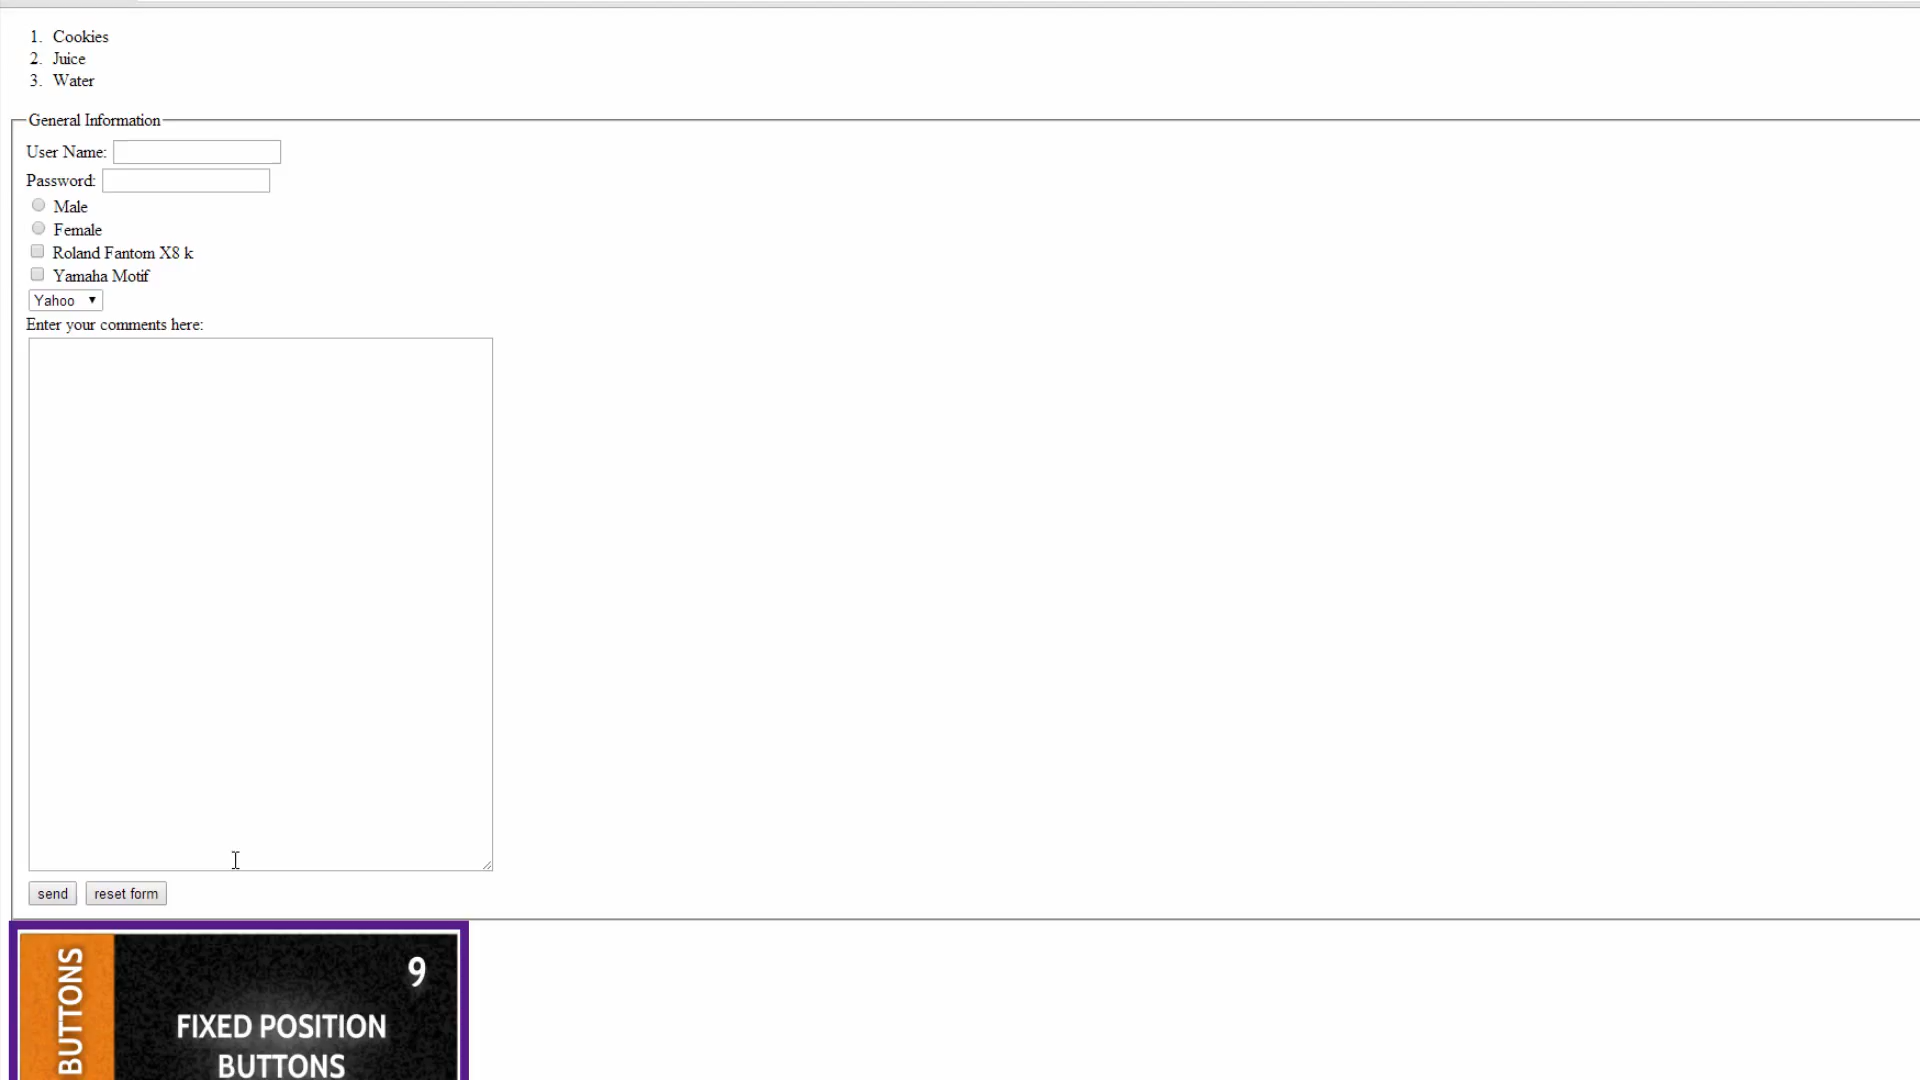 1. Cookies
2. Juice
3. Water
General Information
User Name:
Password:
Male
Female
Roland Fantom X8 k
Yamaha Motif
Yahoo
Enter your comments here:
send reset form
BUTTONS
9
FIXED POSITION
BUTTONS